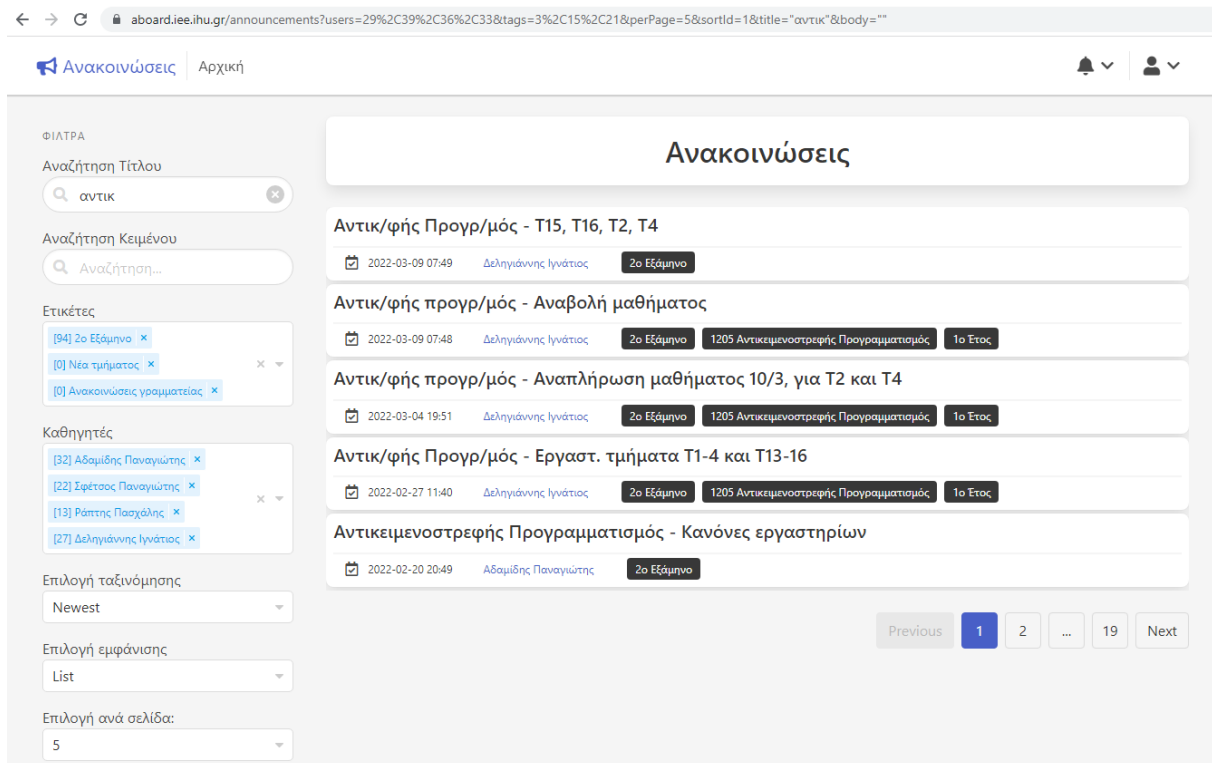 aboard.iee.ihu.gr/announcements?users=29%2C39%2C36%2C33&tags=3%2C15%2C21&perPage=5&sortId=1&title="αντικ"&body=""
Ανακοινώσεις Αρχική
ΦΙΛΤΡΑ
Αναζήτηση Τίτλου
αντικ
Αναζήτηση Κειμένου
Αναζήτηση...
Ετικέτες
[94] 2ο Εξάμηνο ×
[0] Νέα τμήματος ×
[0] Ανακοινώσεις γραμματείας ×
Καθηγητές
[32] Αδαμίδης Παναγιώτης ×
[22] Σφέτσος Παναγιώτης ×
[13] Ράπτης Πασχάλης ×
[27] Δεληγιάννης Ιγνάτιος ×
Επιλογή ταξινόμησης
Newest
Επιλογή εμφάνισης
List
Επιλογή ανά σελίδα:
5
Ανακοινώσεις
Αντικ/φής Προγρ/μός - Τ15, Τ16, Τ2, Τ4
2022-03-09 07:49 Δεληγιάννης Ιγνάτιος 2ο Εξάμηνο
Αντικ/φής προγρ/μός - Αναβολή μαθήματος
2022-03-09 07:48 Δεληγιάννης Ιγνάτιος 2ο Εξάμηνο 1205 Αντικειμενοστρεφής Προγραμματισμός 1ο Έτος
Αντικ/φής προγρ/μός - Αναπλήρωση μαθήματος 10/3, για Τ2 και Τ4
2022-03-04 19:51 Δεληγιάννης Ιγνάτιος 2ο Εξάμηνο 1205 Αντικειμενοστρεφής Προγραμματισμός 1ο Έτος
Αντικ/φής Προγρ/μός - Εργαστ. τμήματα Τ1-4 και Τ13-16
2022-02-27 11:40 Δεληγιάννης Ιγνάτιος 2ο Εξάμηνο 1205 Αντικειμενοστρεφής Προγραμματισμός 1ο Έτος
Αντικειμενοστρεφής Προγραμματισμός - Κανόνες εργαστηρίων
2022-02-20 20:49 Αδαμίδης Παναγιώτης 2ο Εξάμηνο
Previous 1 2 ... 19 Next